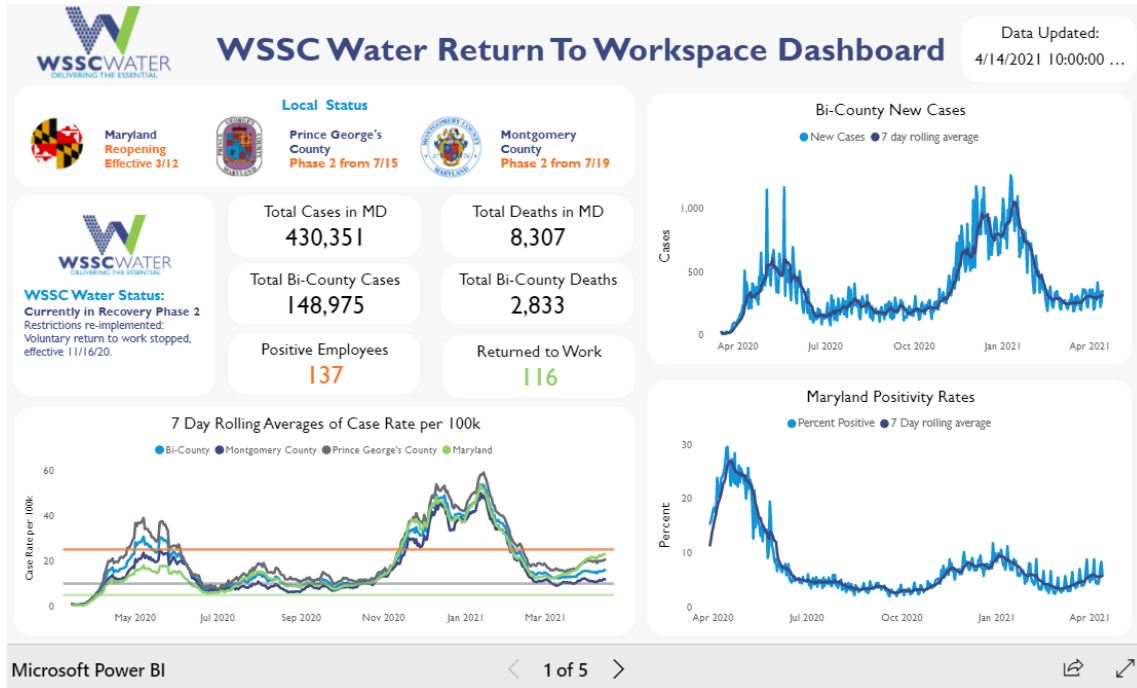 WSSCWATER
DELIVERING THE ESSENTIAL
WSSC Water Return To Workspace Dashboard
Data Updated:
4/14/2021 10:00:00 ...
Local Status
Maryland
Reopening
Effective 3/12
Prince George's
County
Phase 2 from 7/15
Montgomery
County
Phase 2 from 7/19
WSSCWATER
DELIVERING THE ESSENTIAL
WSSC Water Status:
Currently in Recovery Phase 2
Restrictions re-implemented:
Voluntary return to work stopped,
effective 11/16/20.
Total Cases in MD
430,351
Total Deaths in MD
8,307
Total Bi-County Cases
148,975
Total Bi-County Deaths
2,833
Positive Employees
137
Returned to Work
116
Bi-County New Cases
New Cases 7 day rolling average
Cases
1,000
500
0
Apr 2020 Jul 2020 Oct 2020 Jan 2021 Apr 2021
7 Day Rolling Averages of Case Rate per 100k
Bi-County Montgomery County Prince George's County Maryland
Case Rate per 100k
60
40
20
0
May 2020 Jul 2020 Sep 2020 Nov 2020 Jan 2021 Mar 2021
Maryland Positivity Rates
Percent Positive 7 Day rolling average
Percent
30
20
10
0
Apr 2020 Jul 2020 Oct 2020 Jan 2021 Apr 2021
Microsoft Power BI
1 of 5